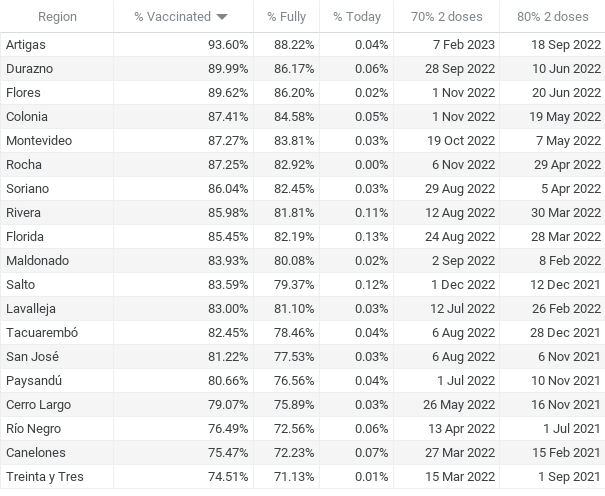 Region % Vaccinated % Fully % Today 70% 2 doses 80% 2 doses
Artigas 93.60% 88.22% 0.04% 7 Feb 2023 18 Sep 2022
Durazno 89.99% 86.17% 0.06% 28 Sep 2022 10 Jun 2022
Flores 89.62% 86.20% 0.02% 1 Nov 2022 20 Jun 2022
Colonia 87.41% 84.58% 0.05% 1 Nov 2022 19 May 2022
Montevideo 87.27% 83.81% 0.03% 19 Oct 2022 7 May 2022
Rocha 87.25% 82.92% 0.00% 6 Nov 2022 29 Apr 2022
Soriano 86.04% 82.45% 0.03% 29 Aug 2022 5 Apr 2022
Rivera 85.98% 81.81% 0.11% 12 Aug 2022 30 Mar 2022
Florida 85.45% 82.19% 0.13% 24 Aug 2022 28 Mar 2022
Maldonado 83.93% 80.08% 0.02% 2 Sep 2022 8 Feb 2022
Salto 83.59% 79.37% 0.12% 1 Dec 2022 12 Dec 2021
Lavalleja 83.00% 81.10% 0.03% 12 Jul 2022 26 Feb 2022
Tacuarembó 82.45% 78.46% 0.04% 6 Aug 2022 28 Dec 2021
San José 81.22% 77.53% 0.03% 6 Aug 2022 6 Nov 2021
Paysandú 80.66% 76.56% 0.04% 1 Jul 2022 10 Nov 2021
Cerro Largo 79.07% 75.89% 0.03% 26 May 2022 16 Nov 2021
Río Negro 76.49% 72.56% 0.06% 13 Apr 2022 1 Jul 2021
Canelones 75.47% 72.23% 0.07% 27 Mar 2022 15 Feb 2021
Treinta y Tres 74.51% 71.13% 0.01% 15 Mar 2022 1 Sep 2021